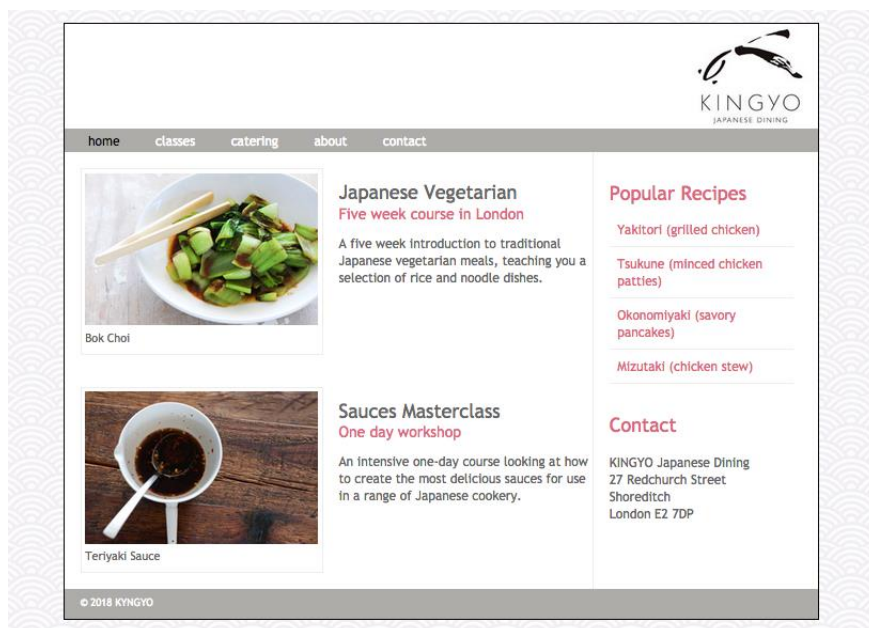 KINGYO
JAPANESE DINING
home classes catering about contact
Japanese Vegetarian
Five week course in London
A five week introduction to traditional
Japanese vegetarian meals, teaching you a
selection of rice and noodle dishes.
Bok Choi
Sauces Masterclass
One day workshop
An intensive one-day course looking at how
to create the most delicious sauces for use
in a range of Japanese cookery.
Teriyaki Sauce
Popular Recipes
Yakitori (grilled chicken)
Tsukune (minced chicken
patties)
Okonomiyaki (savory
pancakes)
Mizutaki (chicken stew)
Contact
KINGYO Japanese Dining
27 Redchurch Street
Shoreditch
London E2 7DP
© 2018 KYNGYO